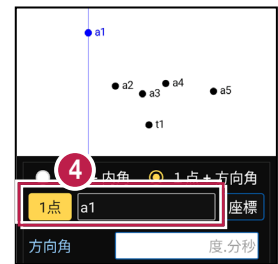 a1
a2 a3 a4 a5
t1
4
内角 1点 + 方向角
1点 a1 座標
方向角 度.分秒